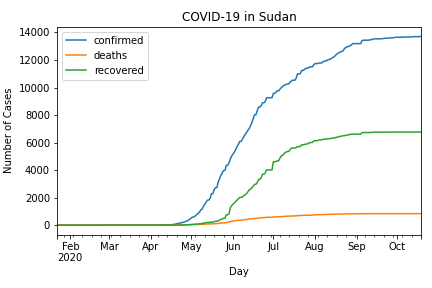 COVID-19 in Sudan
confirmed
deaths
recovered
14000
12000
10000
8000
6000
4000
2000
0
Number of Cases
Feb Mar Apr May Jun Jul Aug Sep Oct
2020
Day